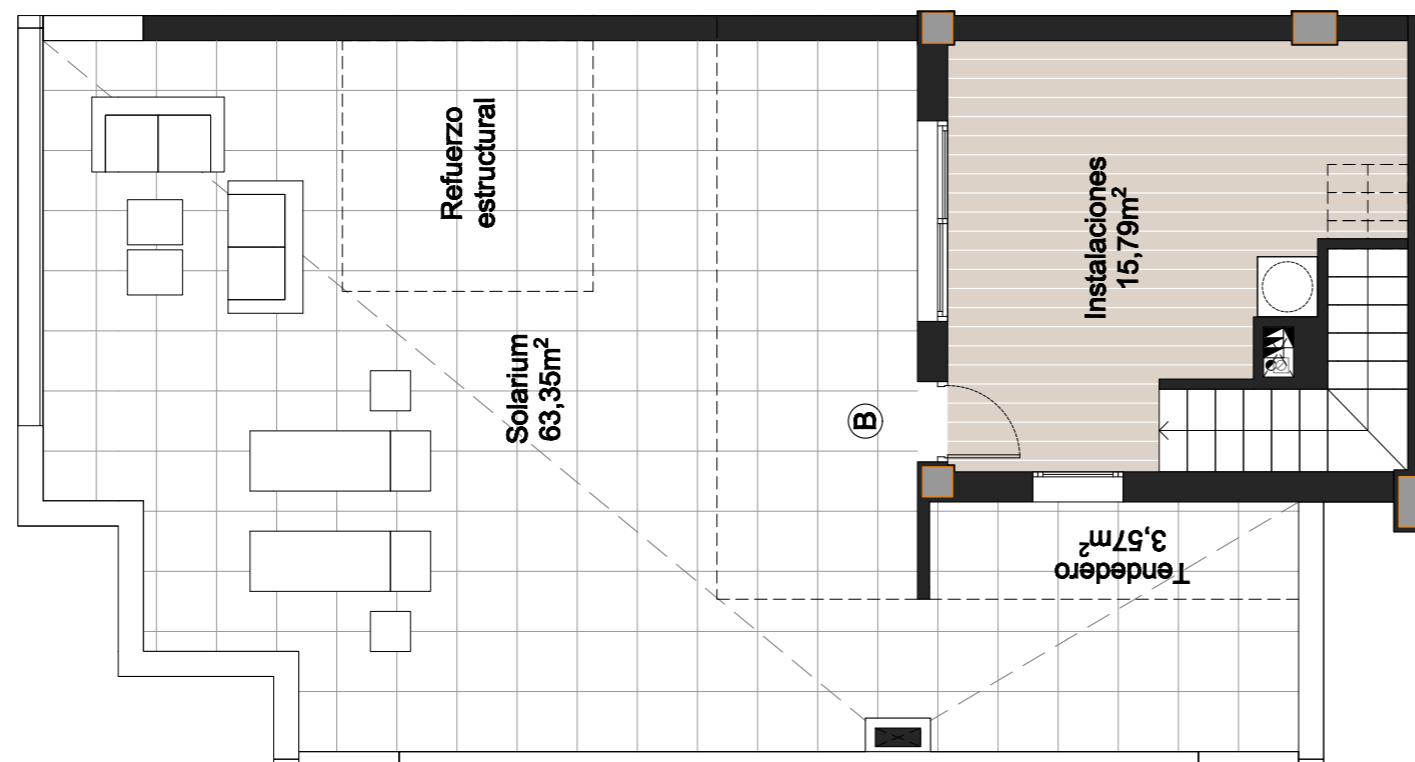 Refuerzo
estructural
Solarium
63,35m²
B
Instalaciones
15,79m²
Tendedero
3,57m²